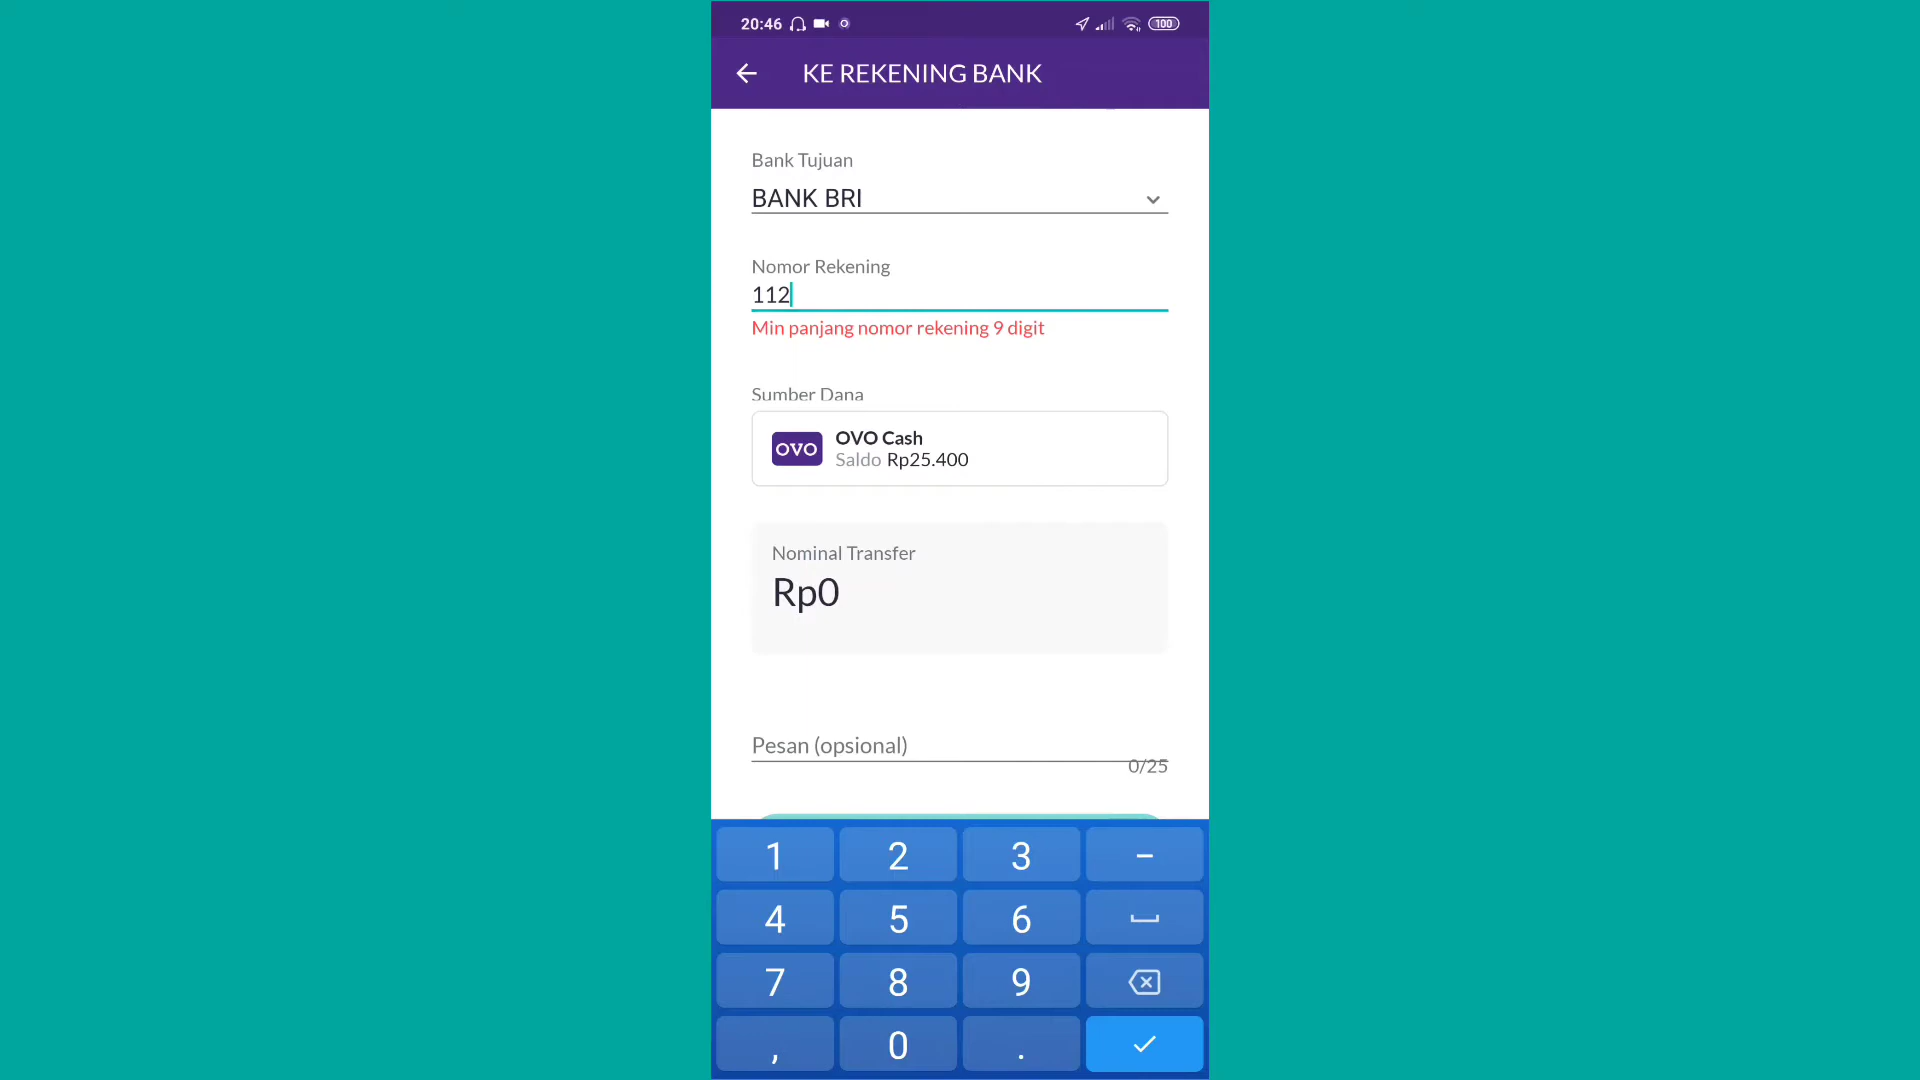 20:46
100
KE REKENING BANK
Bank Tujuan
BANK BRI
Nomor Rekening
112
Min panjang nomor rekening 9 digit
Sumber Dana
OVO
OVO Cash
Saldo Rp25.400
Nominal Transfer
Rp0
Pesan (opsional)
0/25
1 2 3 -
4 5 6
7 8 9
, 0 .